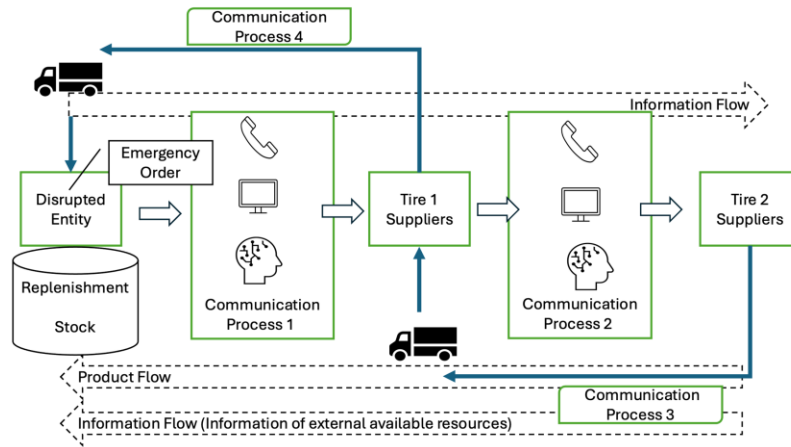 Communication
Process 4
Information Flow
Emergency
Order
Disrupted
Entity
Tire 1
Suppliers
Tire 2
Suppliers
Replenishment
Stock
Communication
Process 1
Communication
Process 2
Product Flow
Communication
Process 3
Information Flow (Information of external available resources)